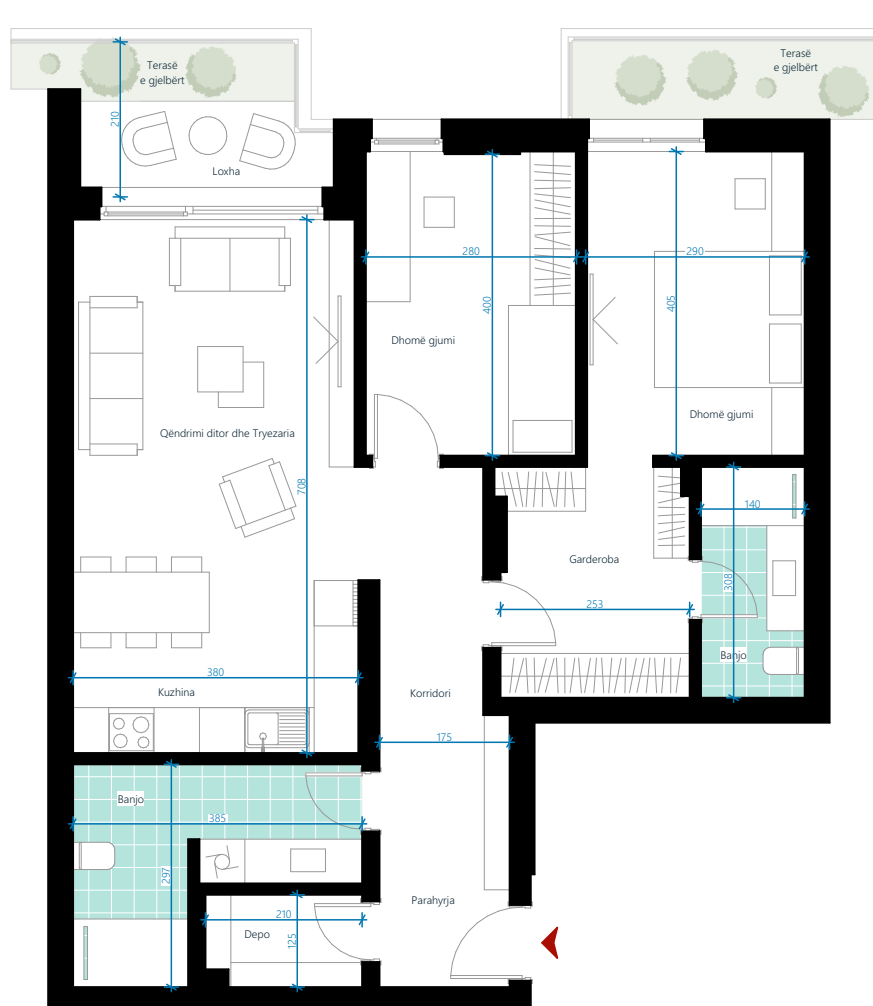 Terasë
e gjelbërt
Terasë
e gjelbërt
210
Loxha
280
290
400
405
Dhomë gjumi
Dhomë gjumi
Qëndrimi ditor dhe Tryezaria
708
140
Garderoba
308
253
Banjo
380
Kuzhina
Korridori
175
Banjo
385
297
Parahyrja
210
Depo
125